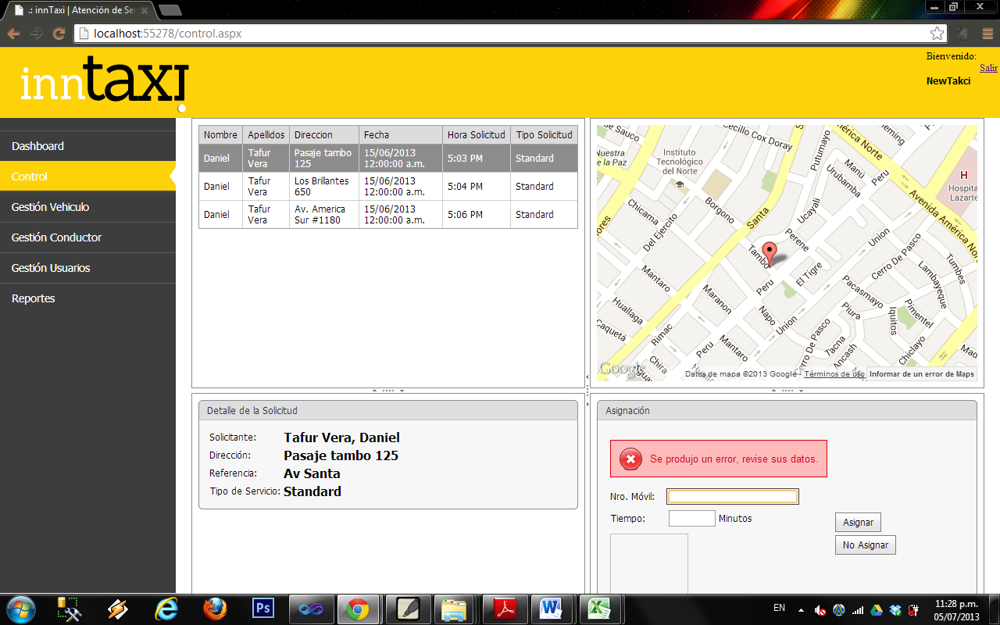 .: innTaxi | Atención de Ser
localhost:55278/control.aspx
inntaxi
Bienvenido:
Salir
NewTakci
Dashboard
Control
Gestión Vehiculo
Gestión Conductor
Gestión Usuarios
Reportes
Nombre Apellidos Direccion Fecha Hora Solicitud Tipo Solicitud
Daniel Tafur Vera Pasaje tambo 125 15/06/2013 12:00:00 a.m. 5:03 PM Standard
Daniel Tafur Vera Los Brillantes 650 15/06/2013 12:00:00 a.m. 5:04 PM Standard
Daniel Tafur Vera Av. America Sur #1180 15/06/2013 12:00:00 a.m. 5:06 PM Standard
de Sauco
Cecilio Cox Doray
Putumayo
América Norte
Fleming
Nuestra
de la Paz
Instituto
Tecnológico
del Norte
Manú
Urubamba
Peru
H
Hospita
Lazarte
Avenida América Nor
Chicama
Borgono
Santa
Ucayali
Del Ejercito
Perene
Union
Tambo
Cerro De Pasco
Tumbes
Lambayeque
El Tigre
Peru
Mantaro
Maranon
Pacasmayo
Huallaga
Napo
Union
Piura
Iquitos
Pimentel
Caquetá
Rimac
Peru
Mantaro
Cerro De Pasco
Tacna
Ancash
Chiclayo
Mad
Chira
Google
Datos de mapa ©2013 Google - Términos de uso
Informar de un error de Maps
Detalle de la Solicitud
Solicitante: Tafur Vera, Daniel
Dirección: Pasaje tambo 125
Referencia: Av Santa
Tipo de Servicio: Standard
Asignación
Se produjo un error, revise sus datos.
Nro. Móvil:
Tiempo: Minutos
Asignar
No Asignar
Ps
EN
11:28 p.m.
05/07/2013